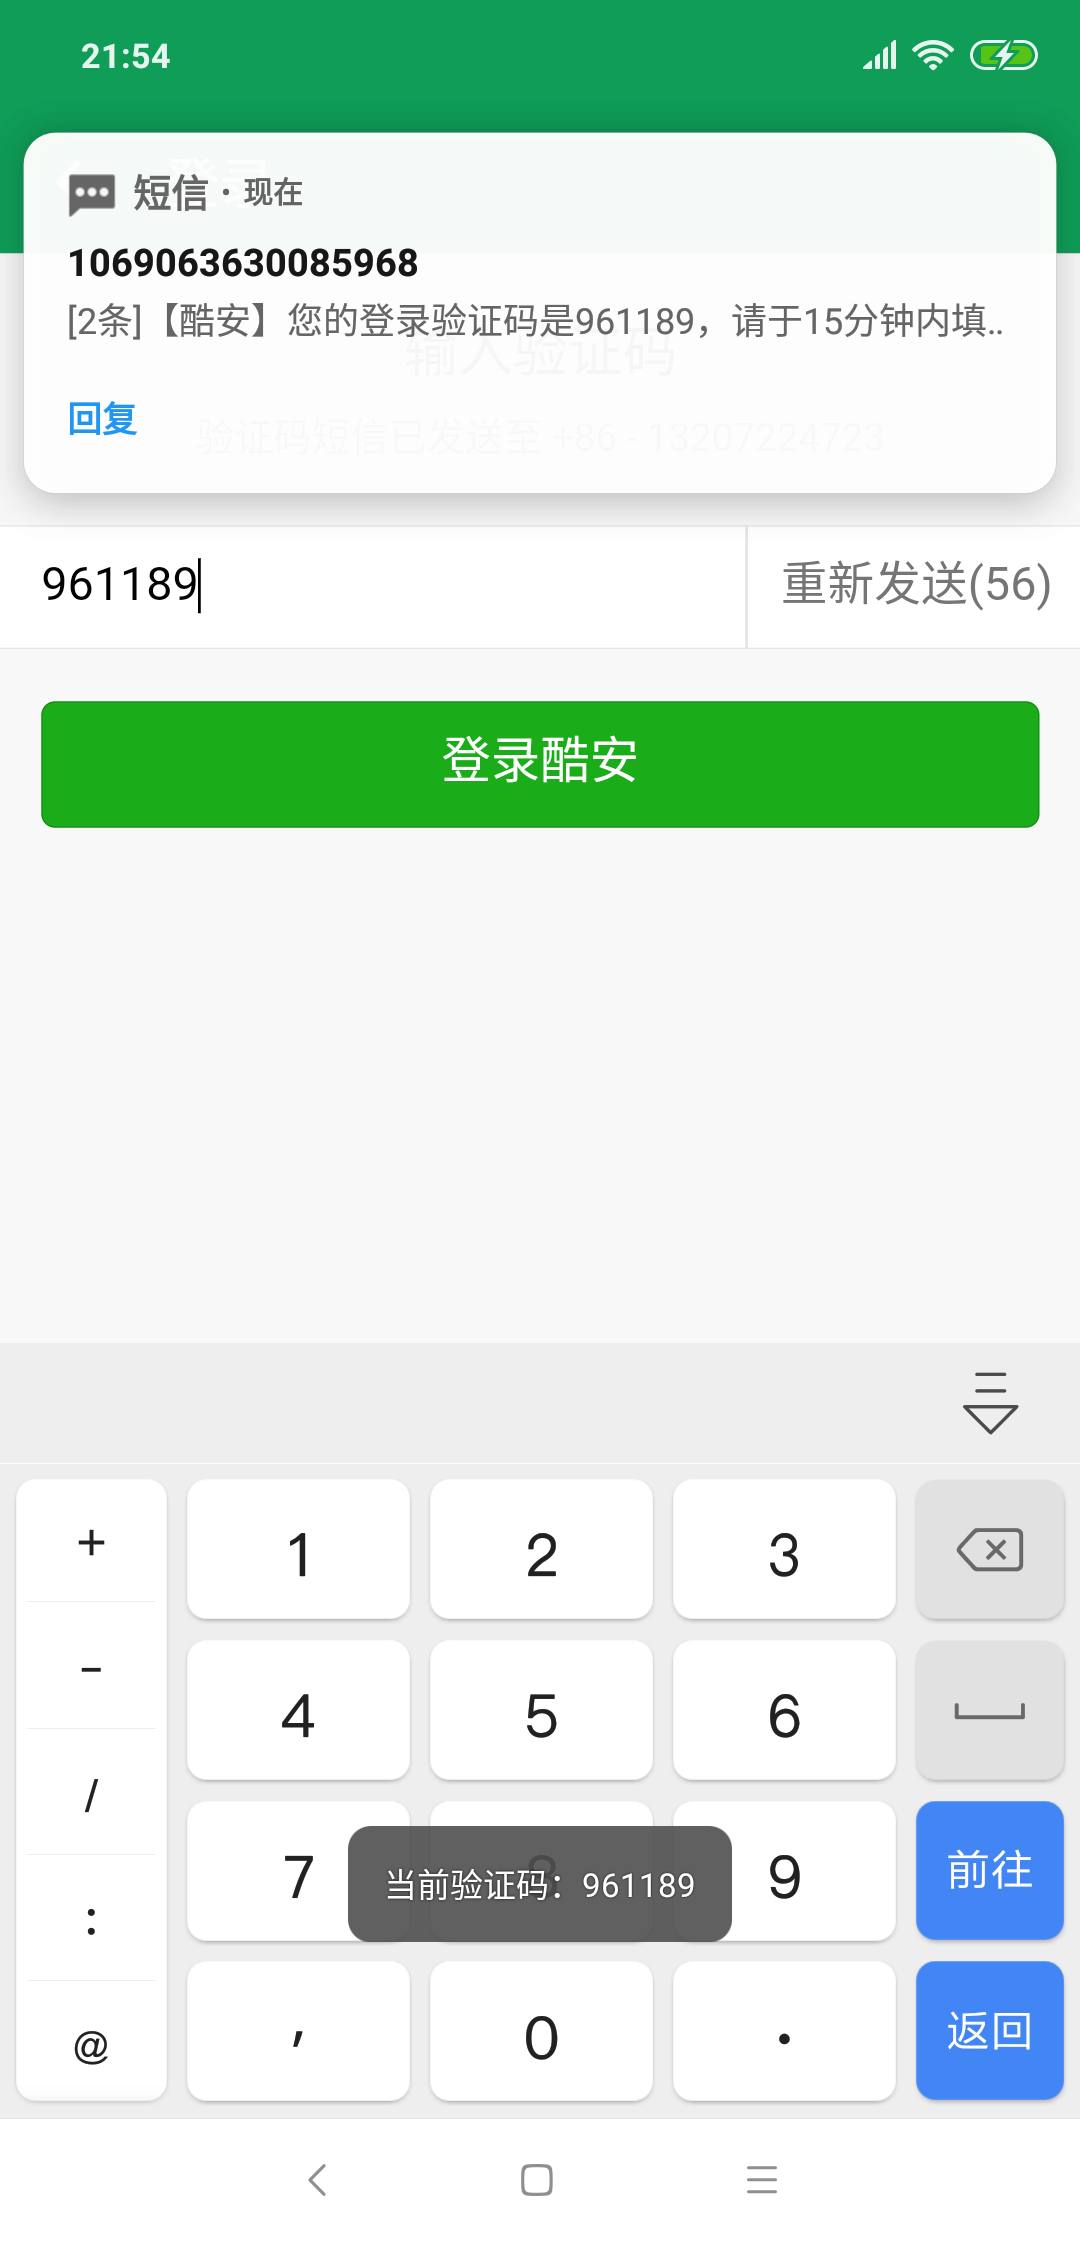 21:54
登录
短信 · 现在
1069063630085968
[2条]【酷安】您的登录验证码是961189，请于15分钟内填..
输入验证码
回复
验证码短信已发送至 +86 - 13207224723
961189
重新发送(56)
登录酷安
+
1
2
3
-
4
5
6
/
7
8
9
前往
当前验证码：961189
:
@
,
0
.
返回